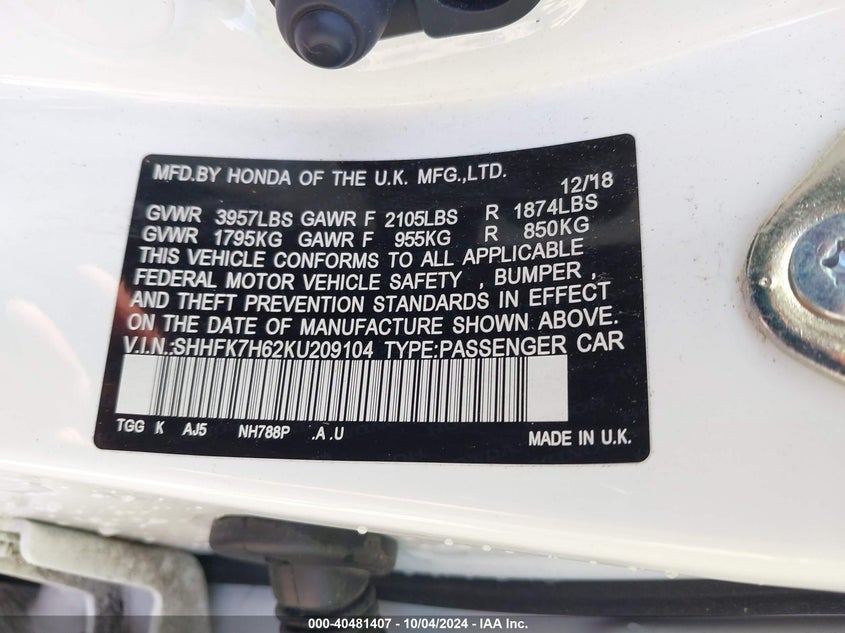 MFD.BY HONDA OF THE U.K. MFG.,LTD.
12/18
GVWR 3957LBS GAWR F 2105LBS R 1874LBS
GVWR 1795KG GAWR F 955KG R 850KG
THIS VEHICLE CONFORMS TO ALL APPLICABLE
FEDERAL MOTOR VEHICLE SAFETY , BUMPER ,
AND THEFT PREVENTION STANDARDS IN EFFECT
ON THE DATE OF MANUFACTURE SHOWN ABOVE.
V.I.N.:SHHFK7H62KU209104 TYPE:PASSENGER CAR
TGG K AJ5 NH788P .A .U MADE IN U.K.
000-40481407 - 10/04/2024 - IAA Inc.